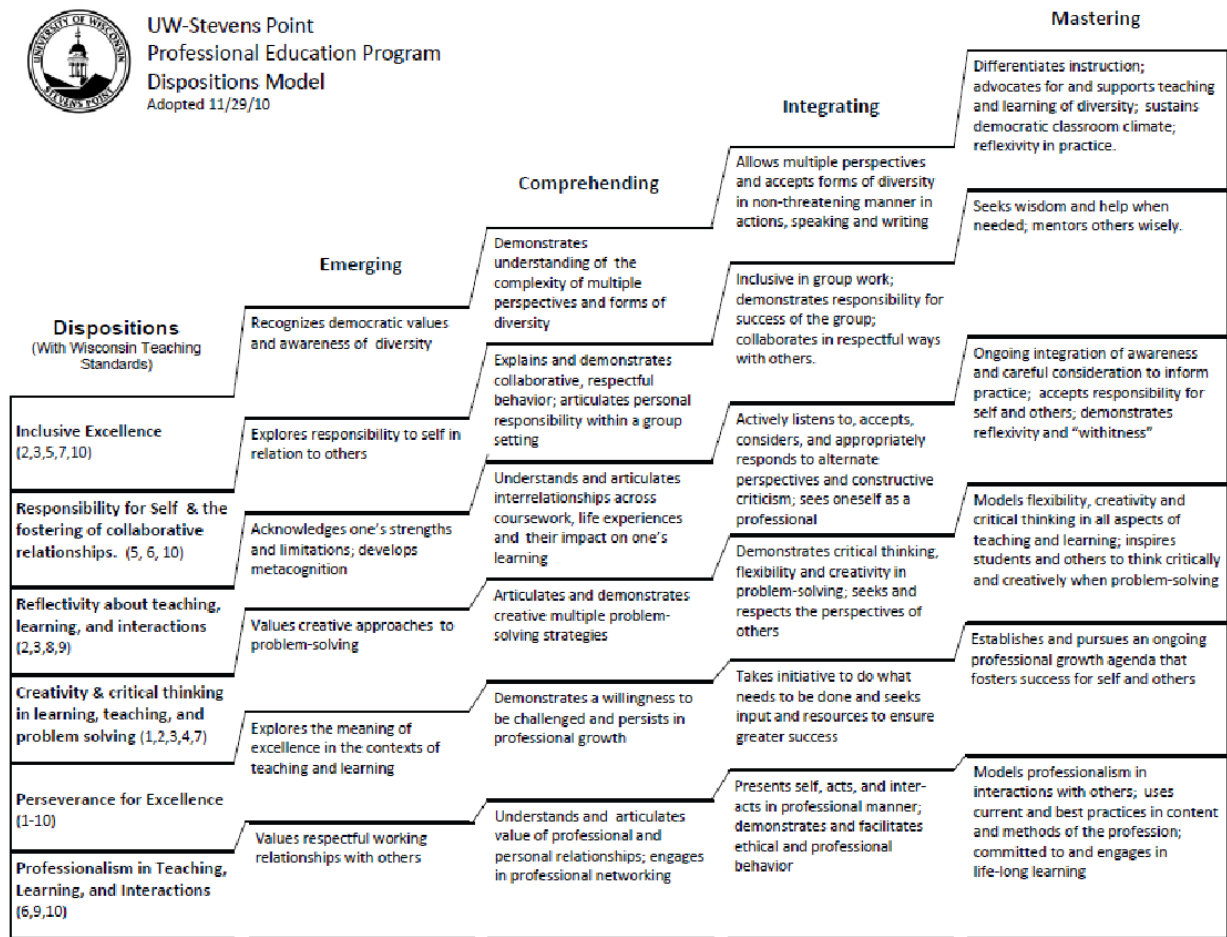 UNIVERSITY OF WISCONSIN
STEVENS POINT
UW-Stevens Point
Professional Education Program
Dispositions Model
Adopted 11/29/10
Dispositions
(With Wisconsin Teaching
Standards)
Inclusive Excellence
(2,3,5,7,10)
Responsibility for Self & the
fostering of collaborative
relationships. (5, 6, 10)
Reflectivity about teaching,
learning, and interactions
(2,3,8,9)
Creativity & critical thinking
in learning, teaching, and
problem solving (1,2,3,4,7)
Perseverance for Excellence
(1-10)
Professionalism in Teaching,
Learning, and Interactions
(6,9,10)
Emerging
Recognizes democratic values
and awareness of diversity
Explores responsibility to self in
relation to others
Acknowledges one's strengths
and limitations; develops
metacognition
Values creative approaches to
problem-solving
Explores the meaning of
excellence in the contexts of
teaching and learning
Values respectful working
relationships with others
Comprehending
Demonstrates
understanding of the
complexity of multiple
perspectives and forms of
diversity
Explains and demonstrates
collaborative, respectful
behavior; articulates personal
responsibility within a group
setting
Understands and articulates
interrelationships across
coursework, life experiences
and their impact on one's
learning
Articulates and demonstrates
creative multiple problem-
solving strategies
Demonstrates a willingness to
be challenged and persists in
professional growth
Understands and articulates
value of professional and
personal relationships; engages
in professional networking
Integrating
Allows multiple perspectives
and accepts forms of diversity
in non-threatening manner in
actions, speaking and writing
Inclusive in group work;
demonstrates responsibility for
success of the group;
collaborates in respectful ways
with others.
Actively listens to, accepts,
considers, and appropriately
responds to alternate
perspectives and constructive
criticism; sees oneself as a
professional
Demonstrates critical thinking,
flexibility and creativity in
problem-solving; seeks and
respects the perspectives of
others
Takes initiative to do what
needs to be done and seeks
input and resources to ensure
greater success
Presents self, acts, and inter-
acts in professional manner;
demonstrates and facilitates
ethical and professional
behavior
Mastering
Differentiates instruction;
advocates for and supports teaching
and learning of diversity; sustains
democratic classroom climate;
reflexivity in practice.
Seeks wisdom and help when
needed; mentors others wisely.
Ongoing integration of awareness
and careful consideration to inform
practice; accepts responsibility for
self and others; demonstrates
reflexivity and "withitness"
Models flexibility, creativity and
critical thinking in all aspects of
teaching and learning; inspires
students and others to think critically
and creatively when problem-solving
Establishes and pursues an ongoing
professional growth agenda that
fosters success for self and others
Models professionalism in
interactions with others; uses
current and best practices in content
and methods of the profession;
committed to and engages in
life-long learning